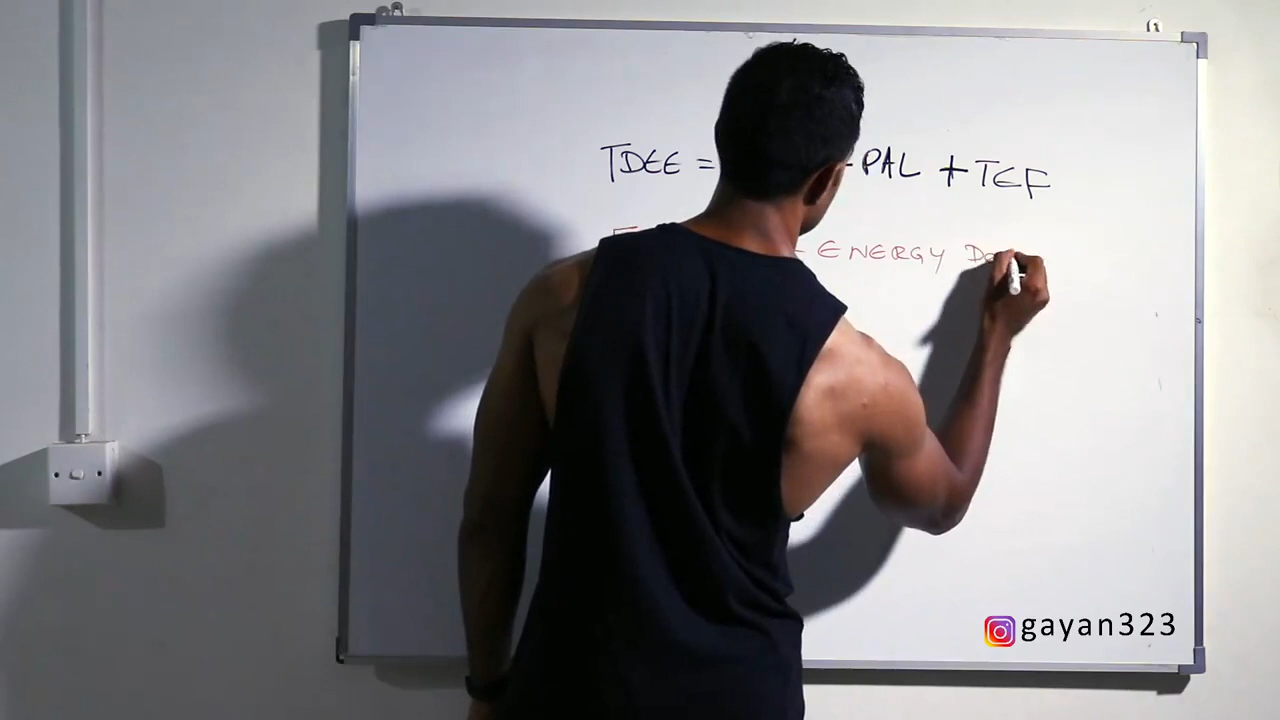 TDEE = PAL + TEF
ENERGY
gayan323